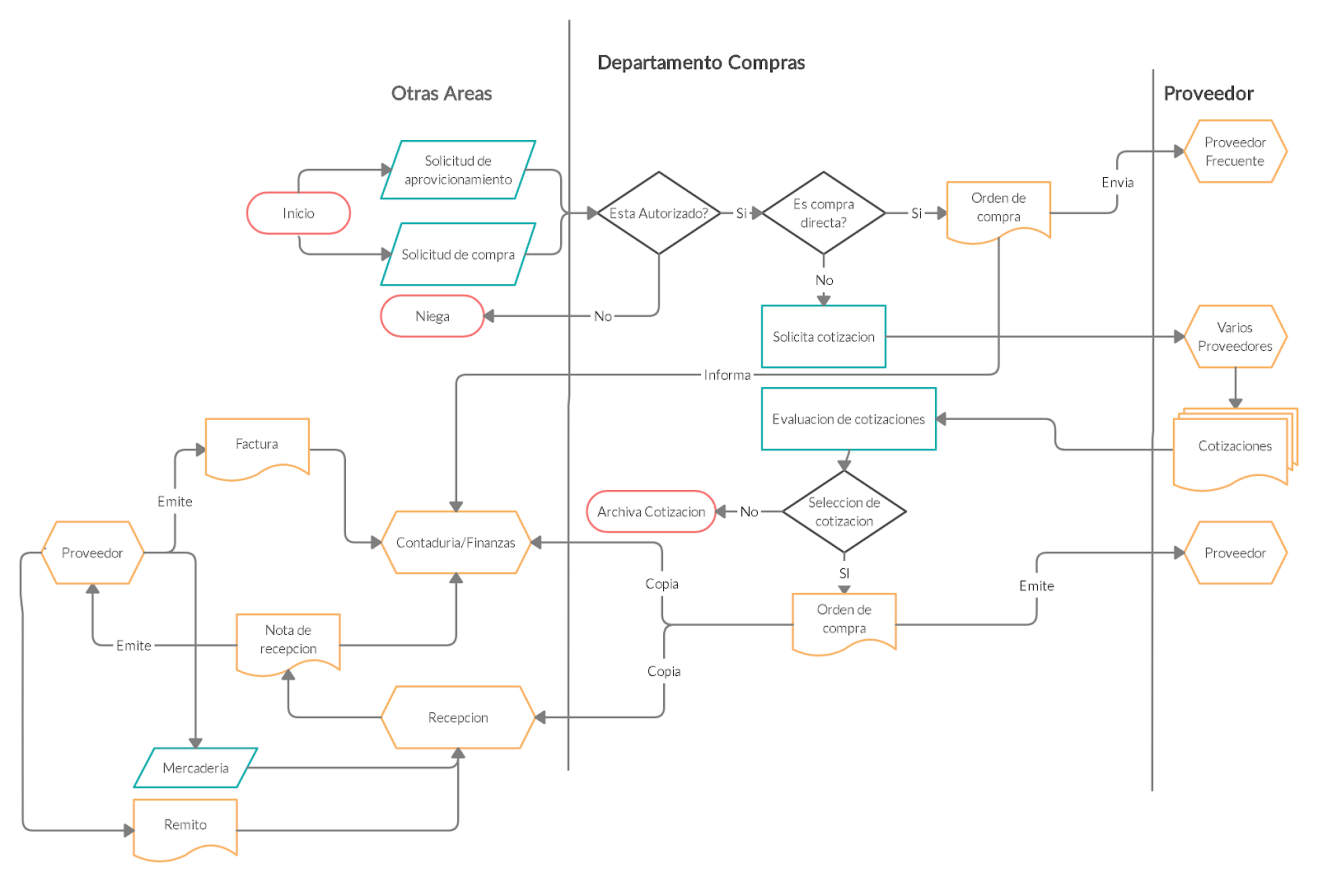 Departamento Compras
Otras Areas
Proveedor
Solicitud de
aprovicionamiento
Proveedor
Frecuente
Envia
Inicio
Esta Autorizado?
Si
Es compra
directa?
Si
Orden de
compra
Solicitud de compra
No
Niega
No
Solicita cotizacion
Varios
Proveedores
Informa
Evaluacion de cotizaciones
Cotizaciones
Factura
Emite
Archiva Cotizacion
No
Seleccion de
cotizacion
Proveedor
Contaduria/Finanzas
Proveedor
SI
Copia
Emite
Orden de
compra
Nota de
recepcion
Emite
Copia
Recepcion
Mercaderia
Remito